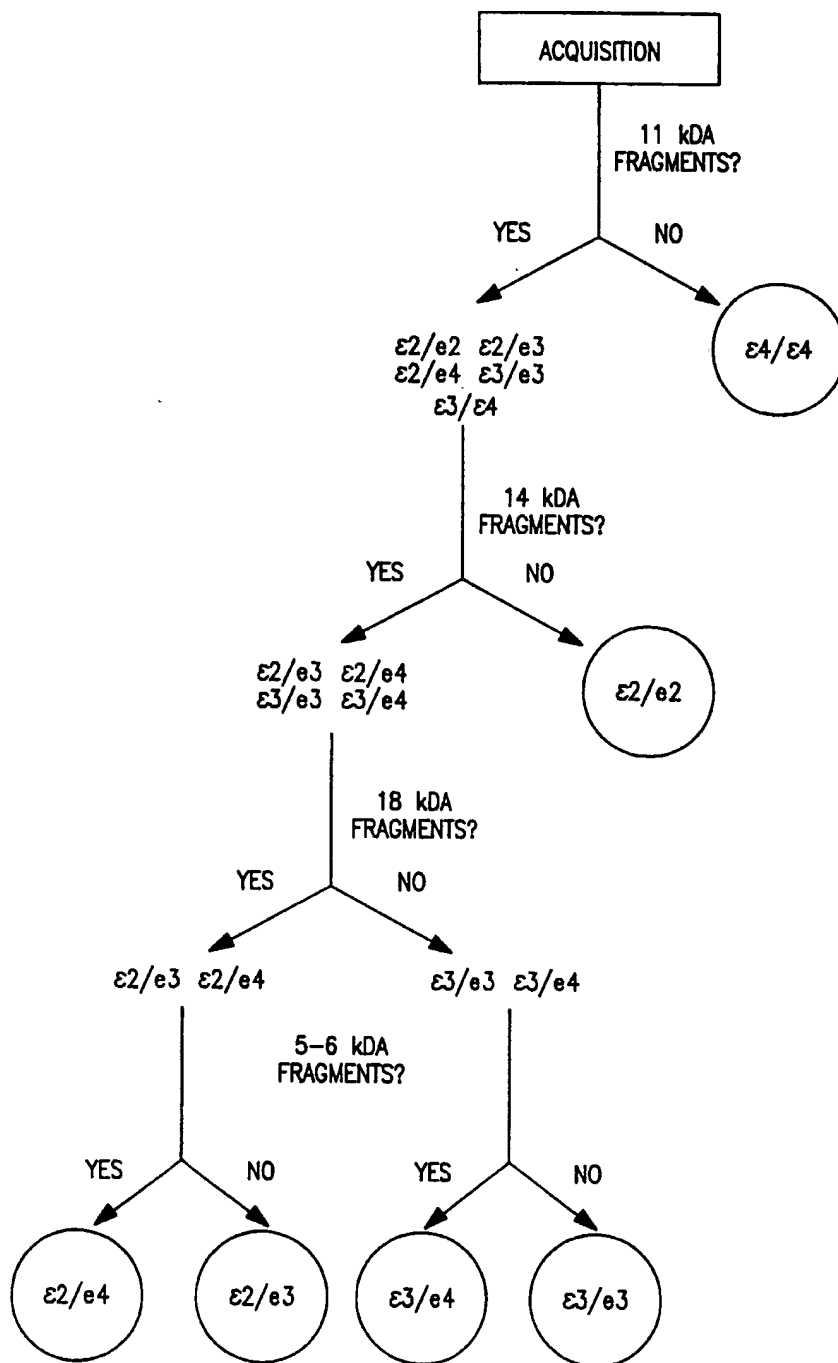 ACQUISITION
11 kDA
FRAGMENTS?
YES NO
ε2/e2 ε2/e3
ε2/e4 ε3/e3
ε3/ε4
ε4/ε4
14 kDA
FRAGMENTS?
YES NO
ε2/e3 ε2/e4
ε3/e3 ε3/e4
ε2/e2
18 kDA
FRAGMENTS?
YES NO
ε2/e3 ε2/e4 ε3/e3 ε3/e4
5-6 kDA
FRAGMENTS?
YES NO YES NO
ε2/e4 ε2/e3 ε3/e4 ε3/e3